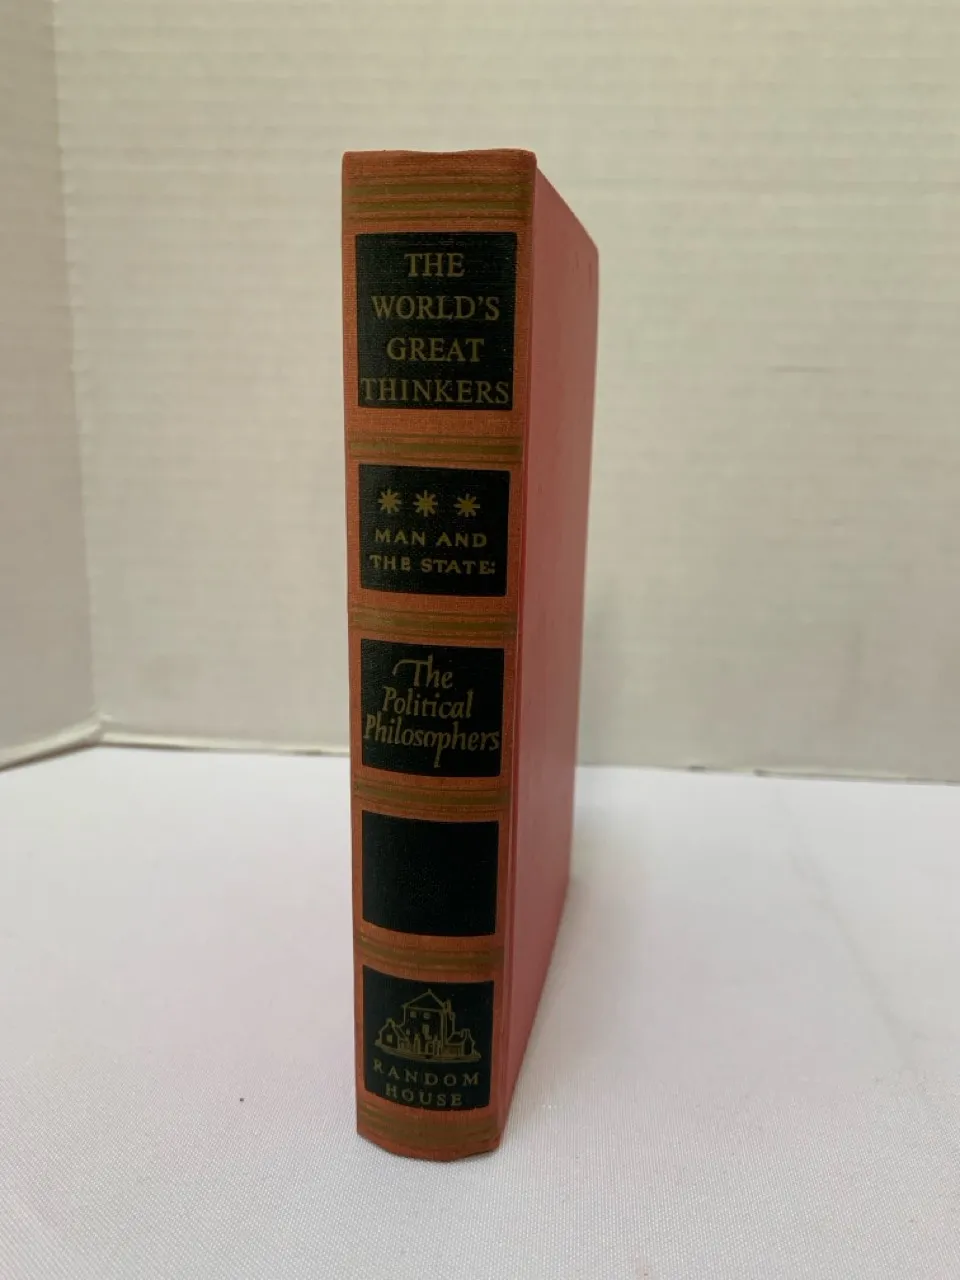 THE
WORLD'S
GREAT
THINKERS
*** 
MAN AND
THE STATE:
The
Political
Philosophers
RANDOM
HOUSE